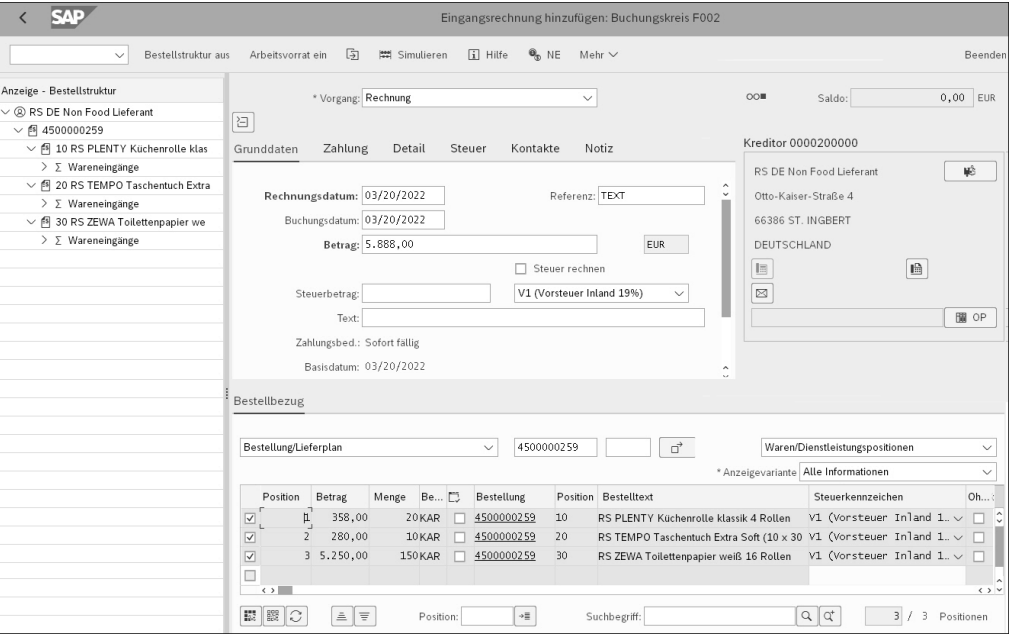 SAP
Eingangsrechnung hinzufügen: Buchungskreis F002
Bestellstruktur aus Arbeitsvorrat ein Simulieren Hilfe NE Mehr Beenden
Anzeige - Bestellstruktur
RS DE Non Food Lieferant
4500000259
10 RS PLENTY Küchenrolle klas
Σ Wareneingänge
20 RS TEMPO Taschentuch Extra
Σ Wareneingänge
30 RS ZEWA Toilettenpapier we
Σ Wareneingänge
* Vorgang: Rechnung
Saldo: 0,00 EUR
Grunddaten Zahlung Detail Steuer Kontakte Notiz
Rechnungsdatum: 03/20/2022 Referenz: TEXT
Buchungsdatum: 03/20/2022
Betrag: 5.888,00 EUR
Steuer rechnen
Steuerbetrag: V1 (Vorsteuer Inland 19%)
Text:
Zahlungsbed.: Sofort fällig
Basisdatum: 03/20/2022
Kreditor 0000200000
RS DE Non Food Lieferant
Otto-Kaiser-Straße 4
66386 ST. INGBERT
DEUTSCHLAND
OP
Bestellbezug
Bestellung/Lieferplan 4500000259 Waren/Dienstleistungspositionen
* Anzeigevariante Alle Informationen
Position Betrag Menge Be... Bestellung Position Bestelltext Steuerkennzeichen Oh...
1 358,00 20 KAR 4500000259 10 RS PLENTY Küchenrolle klassik 4 Rollen V1 (Vorsteuer Inland 1…
2 280,00 10 KAR 4500000259 20 RS TEMPO Taschentuch Extra Soft (10 x 30 V1 (Vorsteuer Inland 1…
3 5.250,00 150 KAR 4500000259 30 RS ZEWA Toilettenpapier weiß 16 Rollen V1 (Vorsteuer Inland 1…
Position: Suchbegriff: 3 / 3 Positionen